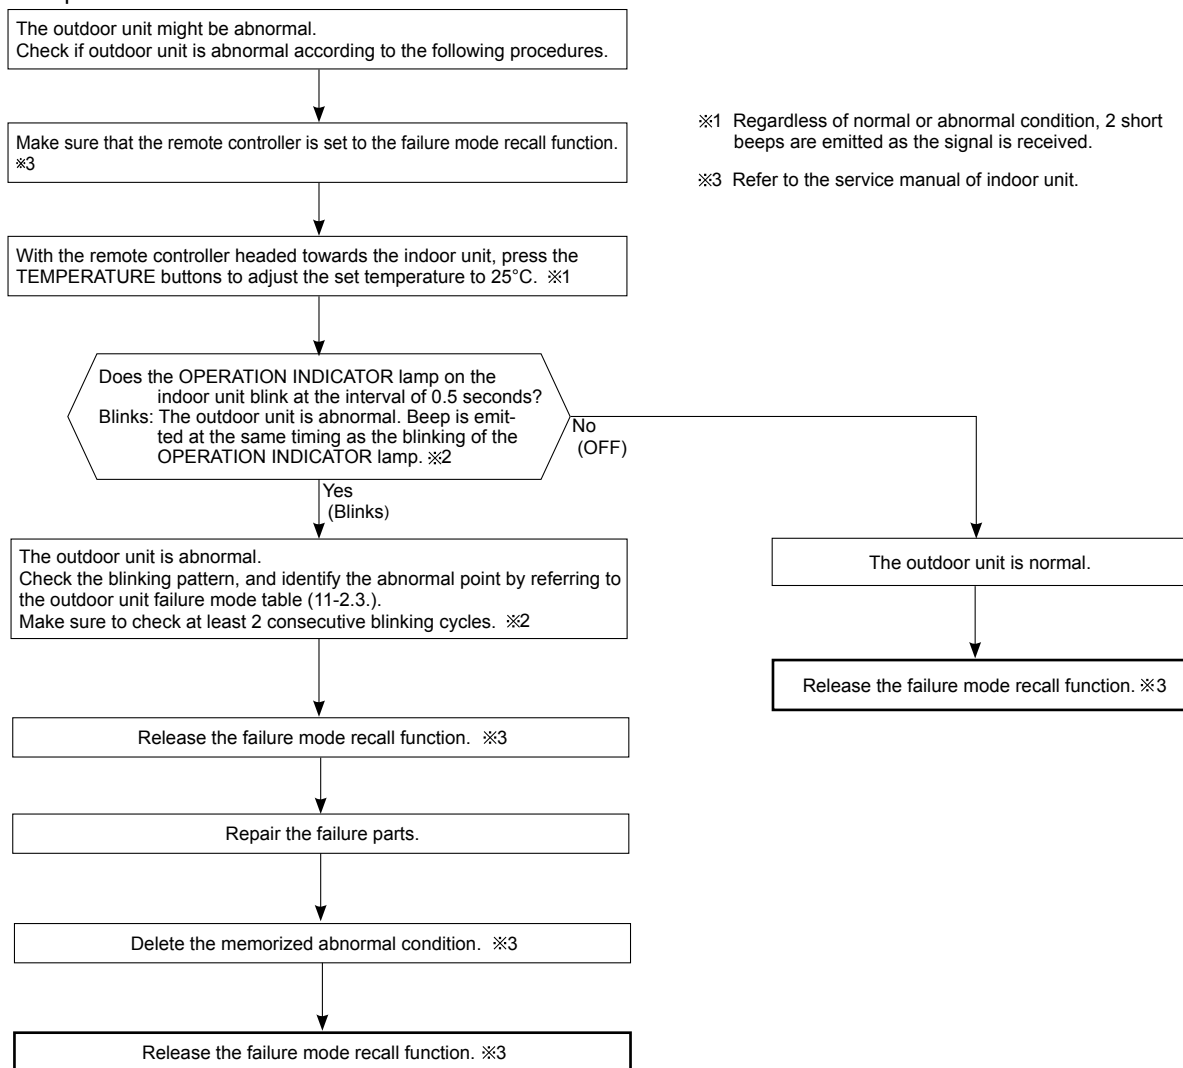 The outdoor unit might be abnormal.
Check if outdoor unit is abnormal according to the following procedures.
Make sure that the remote controller is set to the failure mode recall function.
※3
※1 Regardless of normal or abnormal condition, 2 short
beeps are emitted as the signal is received.
※3 Refer to the service manual of indoor unit.
With the remote controller headed towards the indoor unit, press the
TEMPERATURE buttons to adjust the set temperature to 25°C. ※1
Does the OPERATION INDICATOR lamp on the
indoor unit blink at the interval of 0.5 seconds?
Blinks: The outdoor unit is abnormal. Beep is emit-
ted at the same timing as the blinking of the
OPERATION INDICATOR lamp. ※2
No
(OFF)
Yes
(Blinks)
The outdoor unit is abnormal.
Check the blinking pattern, and identify the abnormal point by referring to
the outdoor unit failure mode table (11-2.3.).
Make sure to check at least 2 consecutive blinking cycles. ※2
The outdoor unit is normal.
Release the failure mode recall function. ※3
Release the failure mode recall function. ※3
Repair the failure parts.
Delete the memorized abnormal condition. ※3
Release the failure mode recall function. ※3